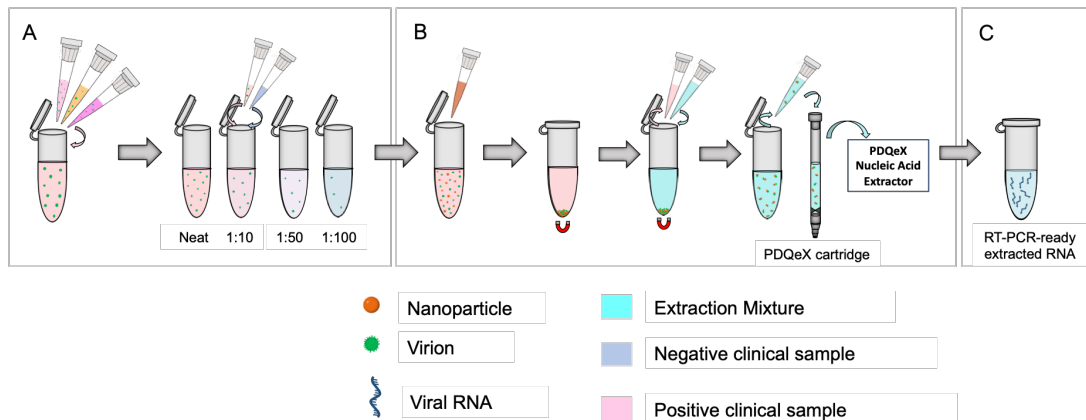 A
B
C
Neat 1:10 1:50 1:100
PDQeX
Nucleic Acid
Extractor
PDQeX cartridge
RT-PCR-ready
extracted RNA
Nanoparticle
Virion
Viral RNA
Extraction Mixture
Negative clinical sample
Positive clinical sample